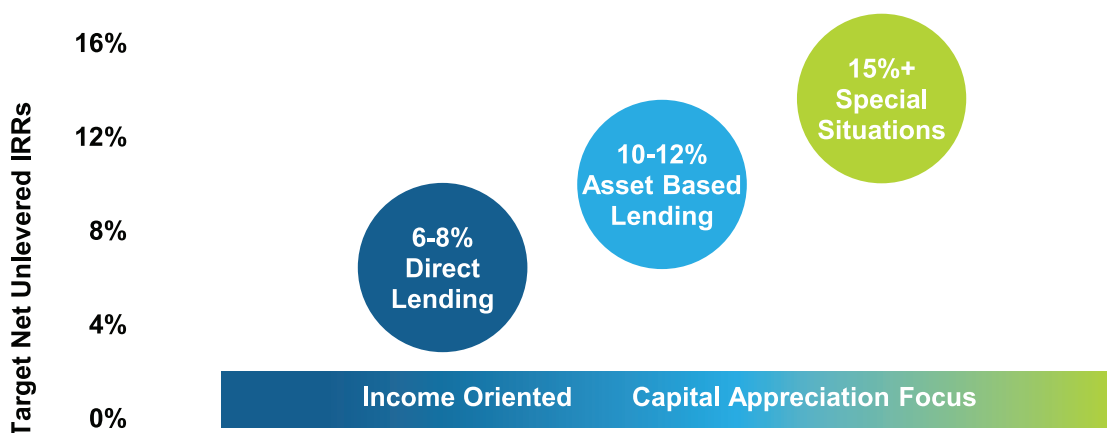 Target Net Unlevered IRRs
16%
12%
8%
4%
0%
6-8%
Direct
Lending
10-12%
Asset Based
Lending
15%+
Special
Situations
Income Oriented
Capital Appreciation Focus